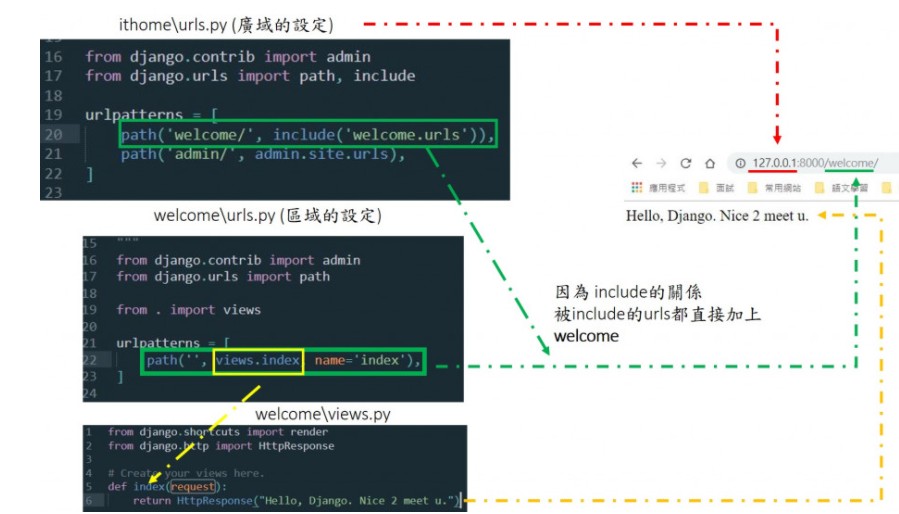 ithome\urls.py (廣域的設定)
16 from django.contrib import admin
17 from django.urls import path, include
18
19 urlpatterns = [
20 path('welcome/', include('welcome.urls')),
21 path('admin/', admin.site.urls),
22 ]
23
127.0.0.1:8000/welcome/
應用程式 面試 常用網站 語文學習
Hello, Django. Nice 2 meet u.
welcome\urls.py (區域的設定)
15 """
16 from django.contrib import admin
17 from django.urls import path
18
19 from . import views
20
21 urlpatterns = [
22 path('', views.index, name='index'),
23 ]
24
因為 include的關係
被include的urls都直接加上
welcome
welcome\views.py
1 from django.shortcuts import render
2 from django.http import HttpResponse
3
4 # Create your views here.
5 def index(request):
6 return HttpResponse("Hello, Django. Nice 2 meet u.")